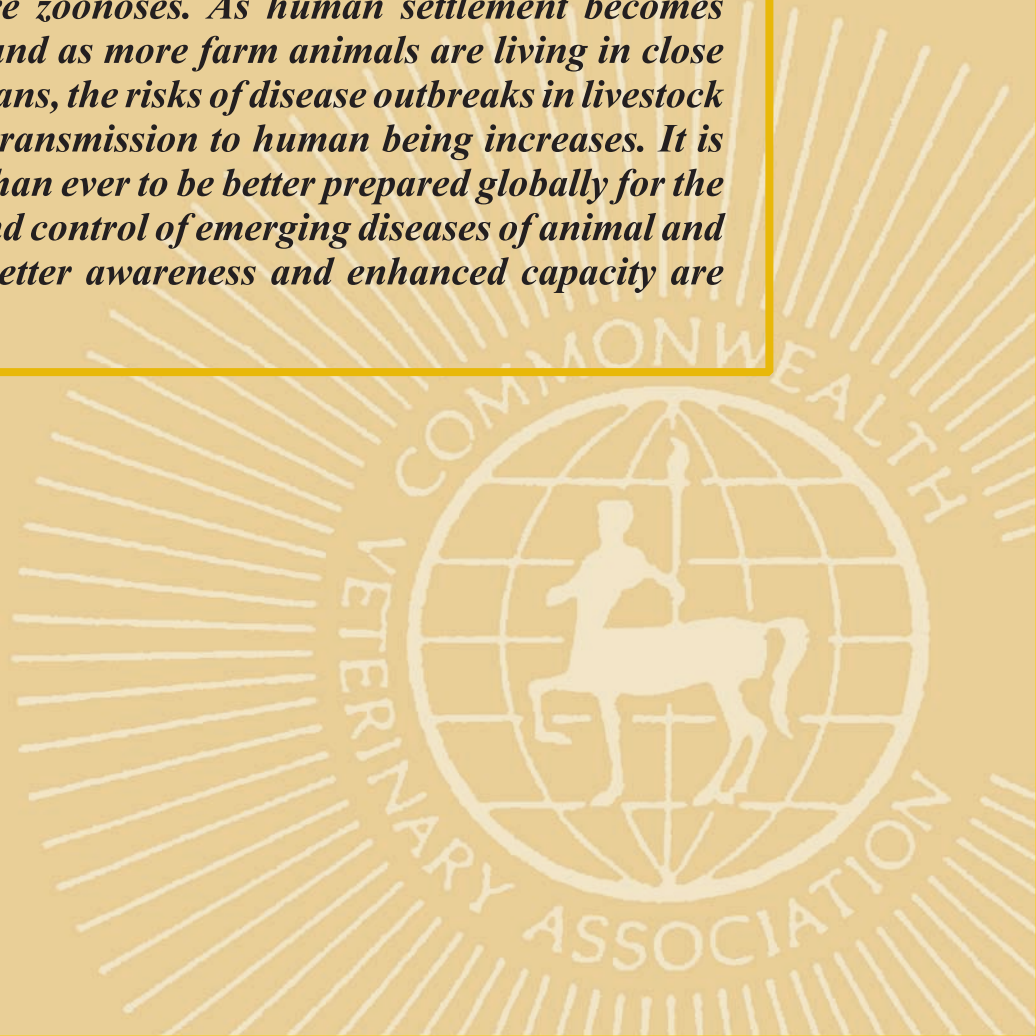 zoonoses. As human settlement becomes
and as more farm animals are living in close
ans, the risks of disease outbreaks in livestock
ransmission to human being increases. It is
han ever to be better prepared globally for the
nd control of emerging diseases of animal and
etter awareness and enhanced capacity are
COMMONWEALTH
VETERINARY ASSOCIATION